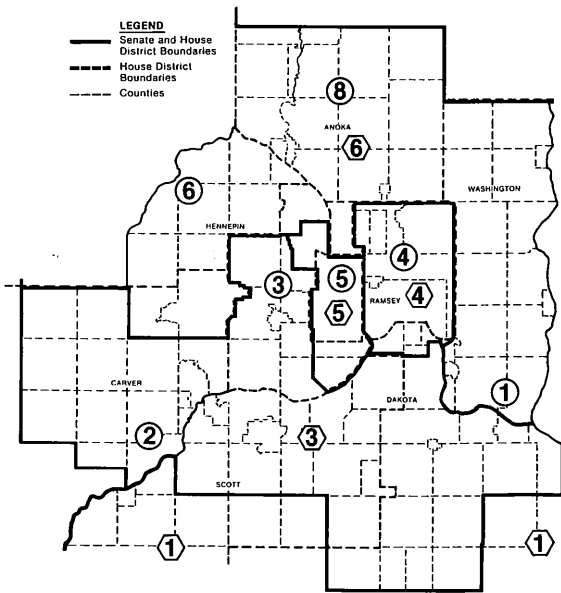 LEGEND
Senate and House
District Boundaries
House District
Boundaries
Counties
8
ANOKA
6
WASHINGTON
6
HENNEPIN
4
5
3
4
RAMSEY
5
CARVER
DAKOTA
1
2
3
SCOTT
1
1